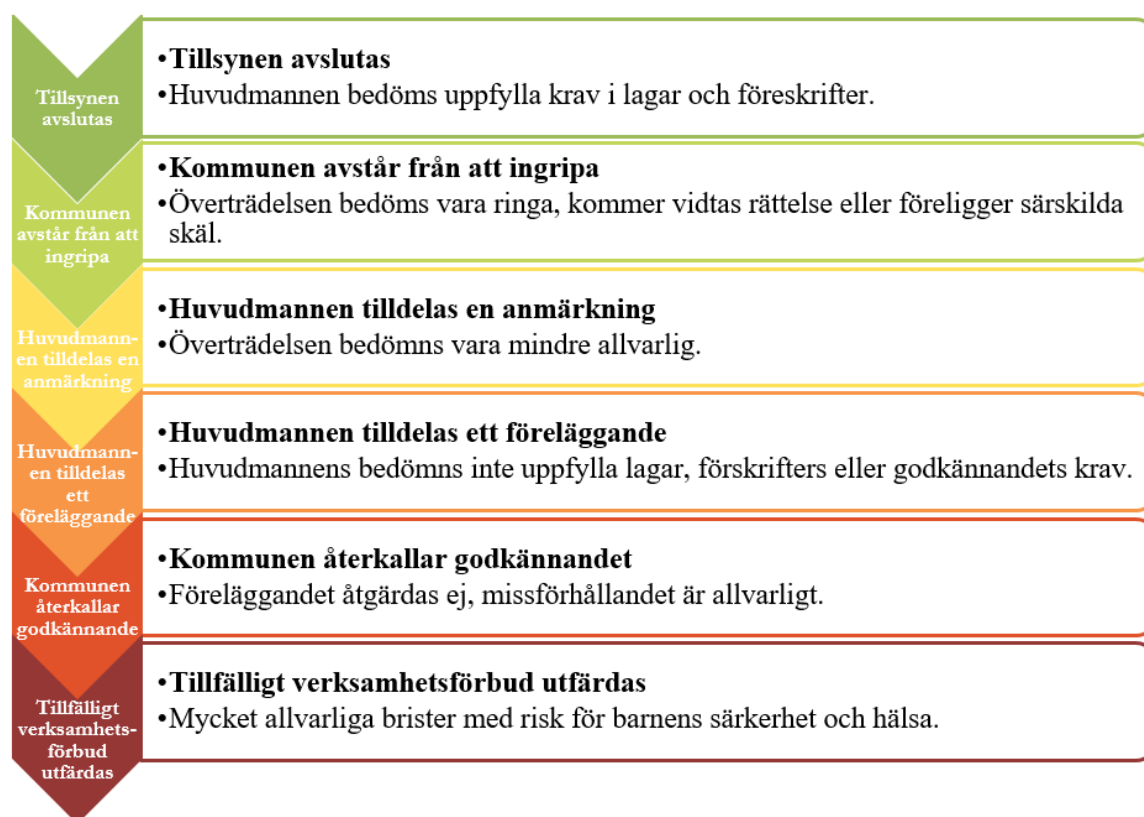 Tillsynen
avslutas
•Tillsynen avslutas
•Huvudmannen bedöms uppfylla krav i lagar och föreskrifter.
Kommunen
avstår från att
ingripa
•Kommunen avstår från att ingripa
•Överträdelsen bedöms vara ringa, kommer vidtas rättelse eller föreligger särskilda
skäl.
Huvudmann-
en tilldelas en
anmärkning
•Huvudmannen tilldelas en anmärkning
•Överträdelsen bedömns vara mindre allvarlig.
Huvudmann-
en tilldelas
ett
föreläggande
•Huvudmannen tilldelas ett föreläggande
•Huvudmannens bedömns inte uppfylla lagar, förskrifters eller godkännandets krav.
Kommunen
återkallar
godkännande
•Kommunen återkallar godkännandet
•Föreläggandet åtgärdas ej, missförhållandet är allvarligt.
Tillfälligt
verksamhets-
förbud
utfärdas
•Tillfälligt verksamhetsförbud utfärdas
•Mycket allvarliga brister med risk för barnens särkerhet och hälsa.